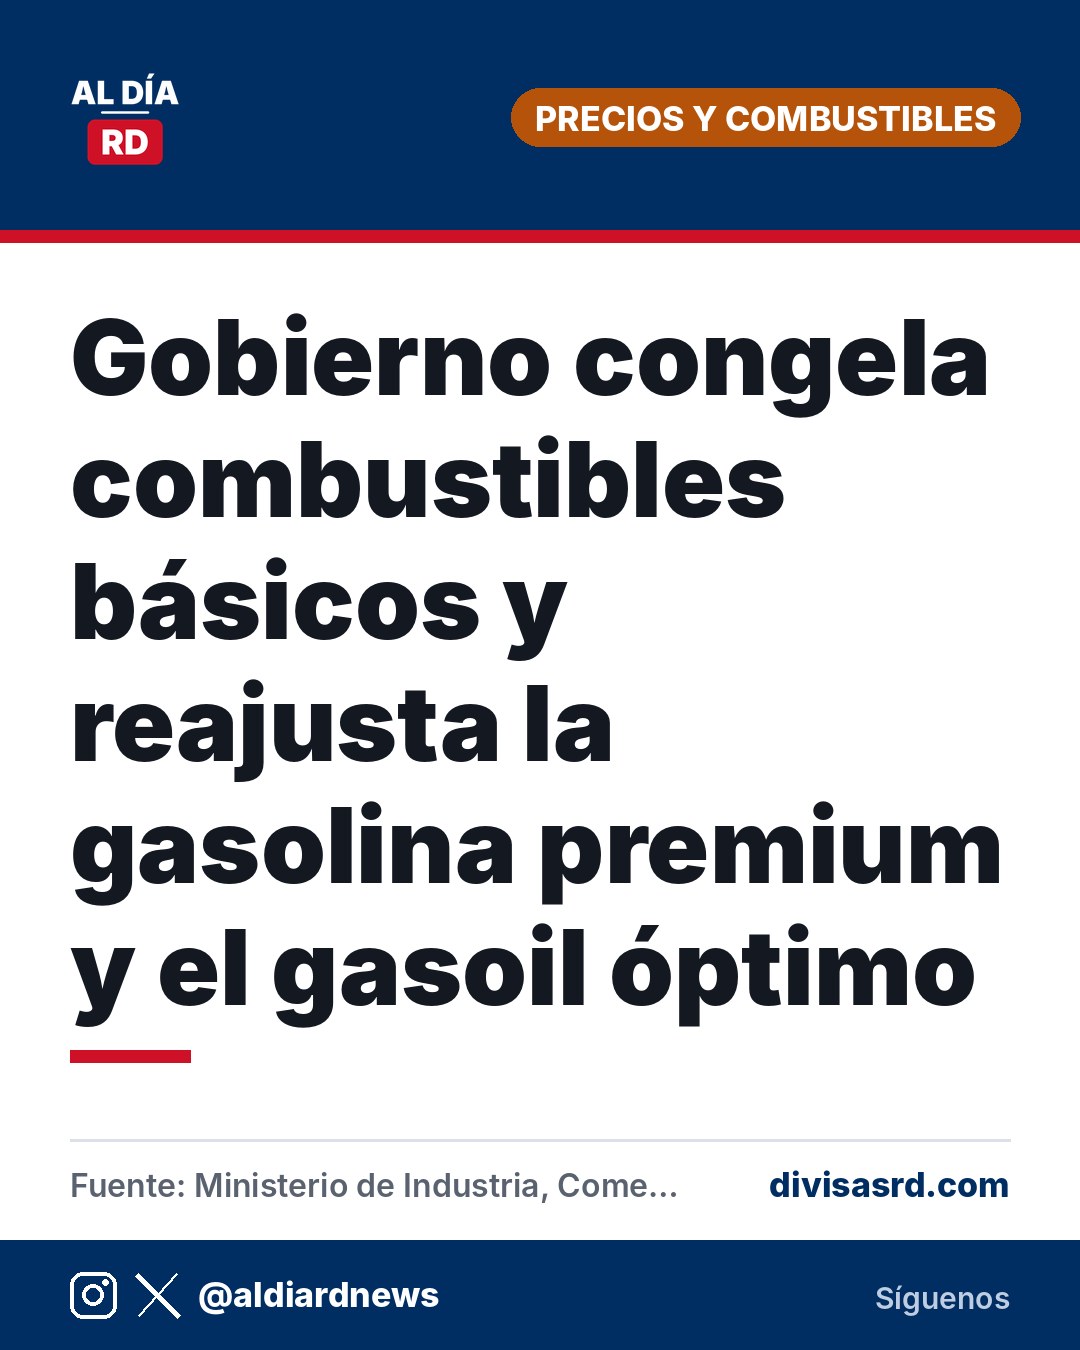 AL DÍA
RD
PRECIOS Y COMBUSTIBLES
Gobierno congela
combustibles
básicos y
reajusta la
gasolina premium
y el gasoil óptimo
Fuente: Ministerio de Industria, Come...
divisasrd.com
@aldiardnews
Síguenos